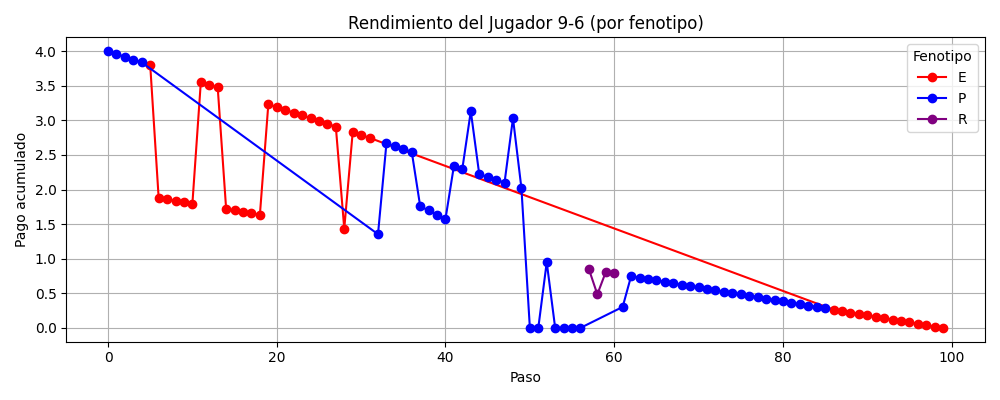 Rendimiento del Jugador 9-6 (por fenotipo)
Pago acumulado
4.0
3.5
3.0
2.5
2.0
1.5
1.0
0.5
0.0
Fenotipo
E
P
R
0 20 40 60 80 100
Paso